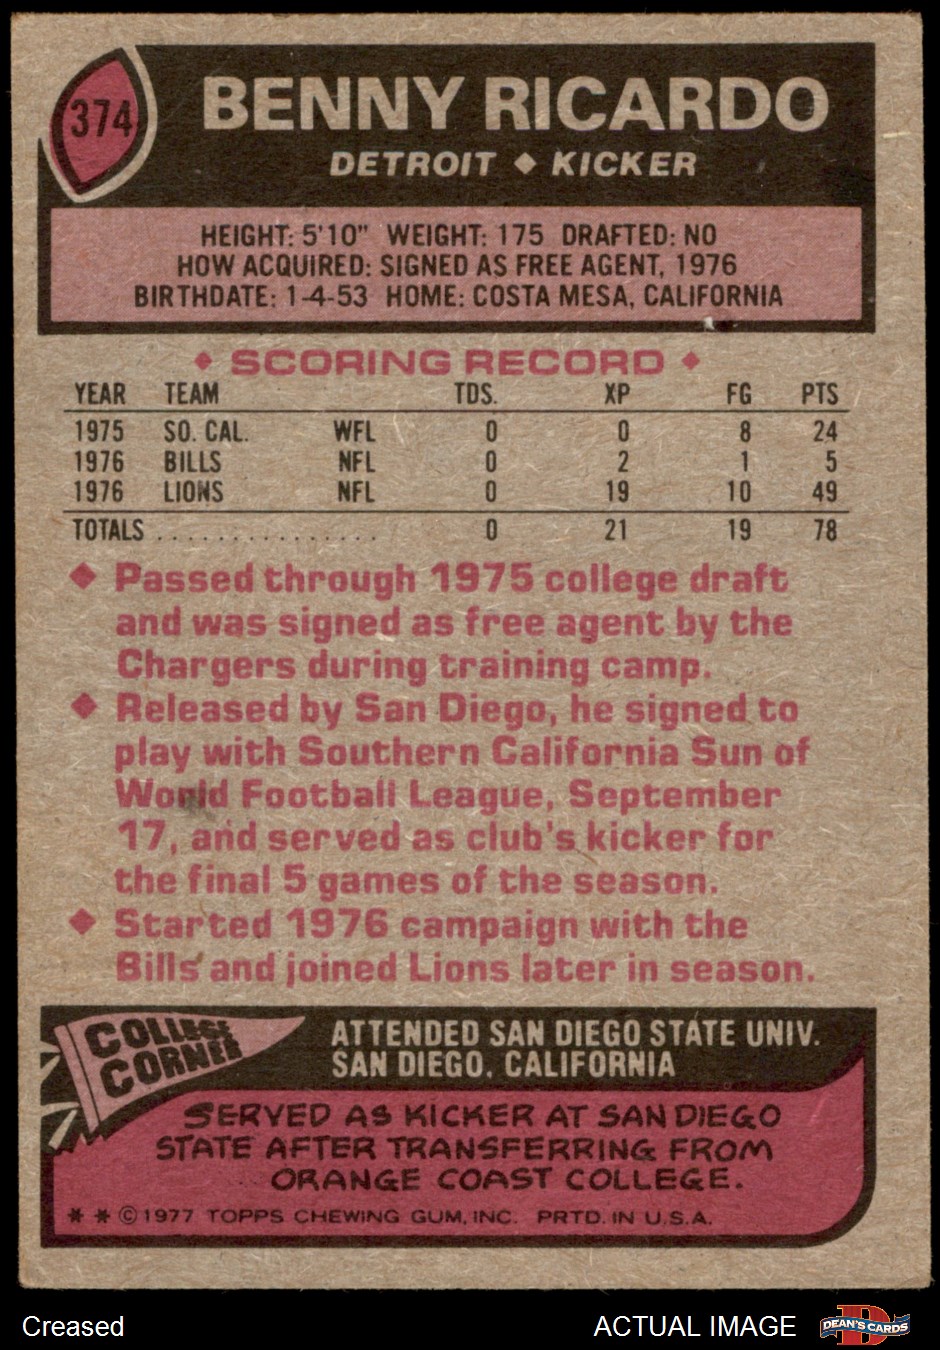 374
BENNY RICARDO
DETROIT ◆ KICKER
HEIGHT: 5'10" WEIGHT: 175 DRAFTED: NO
HOW ACQUIRED: SIGNED AS FREE AGENT, 1976
BIRTHDATE: 1-4-53 HOME: COSTA MESA, CALIFORNIA
◆ SCORING RECORD ◆
YEAR TEAM TDS. XP FG PTS
1975 SO. CAL. WFL 0 0 8 24
1976 BILLS NFL 0 2 1 5
1976 LIONS NFL 0 19 10 49
TOTALS . . . . . . . . . . . . . . . 0 21 19 78
◆ Passed through 1975 college draft
and was signed as free agent by the
Chargers during training camp.
◆ Released by San Diego, he signed to
play with Southern California Sun of
World Football League, September
17, and served as club's kicker for
the final 5 games of the season.
◆ Started 1976 campaign with the
Bills and joined Lions later in season.
COLLEGE
CORNER
ATTENDED SAN DIEGO STATE UNIV.
SAN DIEGO, CALIFORNIA
SERVED AS KICKER AT SAN DIEGO
STATE AFTER TRANSFERRING FROM
ORANGE COAST COLLEGE.
* * © 1977 TOPPS CHEWING GUM, INC. PRTD. IN U.S.A.
Creased
ACTUAL IMAGE
DEAN'S CARDS